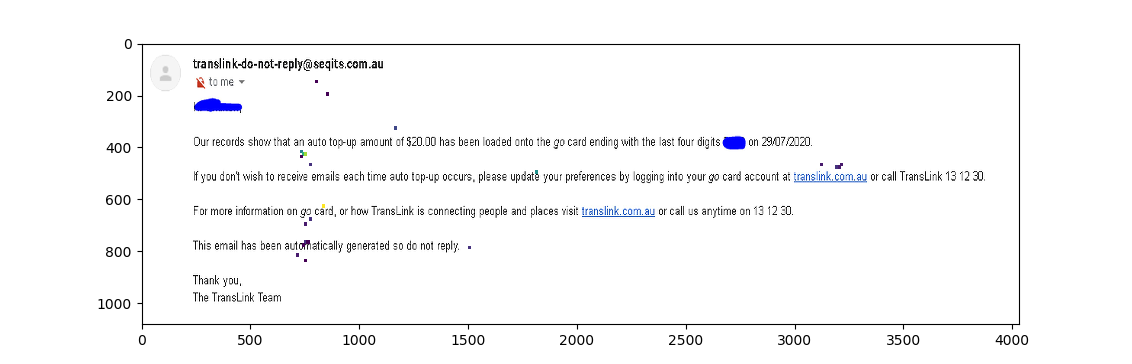 translink-do-not-reply@seqits.com.au
to me
Our records show that an auto top-up amount of $20.00 has been loaded onto the go card ending with the last four digits on 29/07/2020.
If you don't wish to receive emails each time auto top-up occurs, please update your preferences by logging into your go card account at translink.com.au or call TransLink 13 12 30.
For more information on go card, or how TransLink is connecting people and places visit translink.com.au or call us anytime on 13 12 30.
This email has been automatically generated so do not reply.
Thank you,
The TransLink Team
0
200
400
600
800
1000
0 500 1000 1500 2000 2500 3000 3500 4000